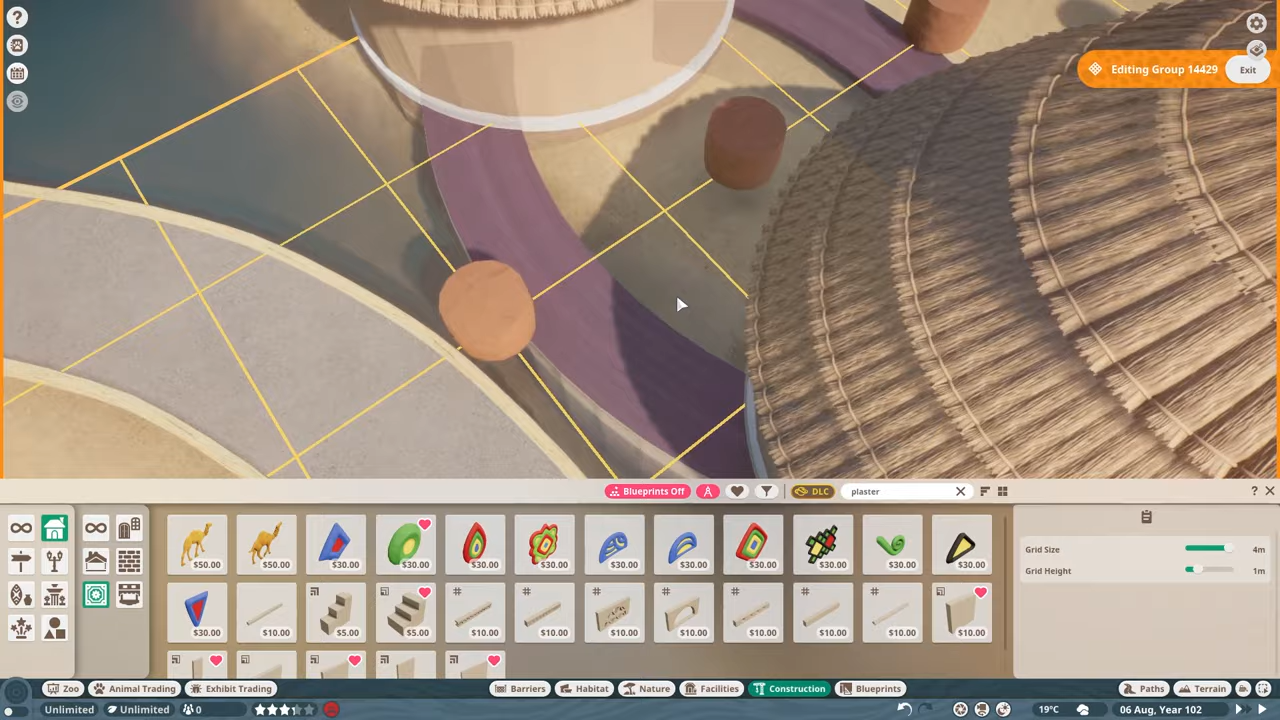 ?
Editing Group 14429
Exit
Blueprints Off
DLC
plaster
?
$50.00
$50.00
$30.00
$30.00
$30.00
$30.00
$30.00
$30.00
$30.00
$30.00
$30.00
$30.00
$30.00
$10.00
$5.00
$5.00
$10.00
$10.00
$10.00
$10.00
$10.00
$10.00
$10.00
$10.00
Grid Size
4m
Grid Height
1m
Zoo
Animal Trading
Exhibit Trading
Barriers
Habitat
Nature
Facilities
Construction
Blueprints
Paths
Terrain
Unlimited
Unlimited
0
19°C
06 Aug, Year 102